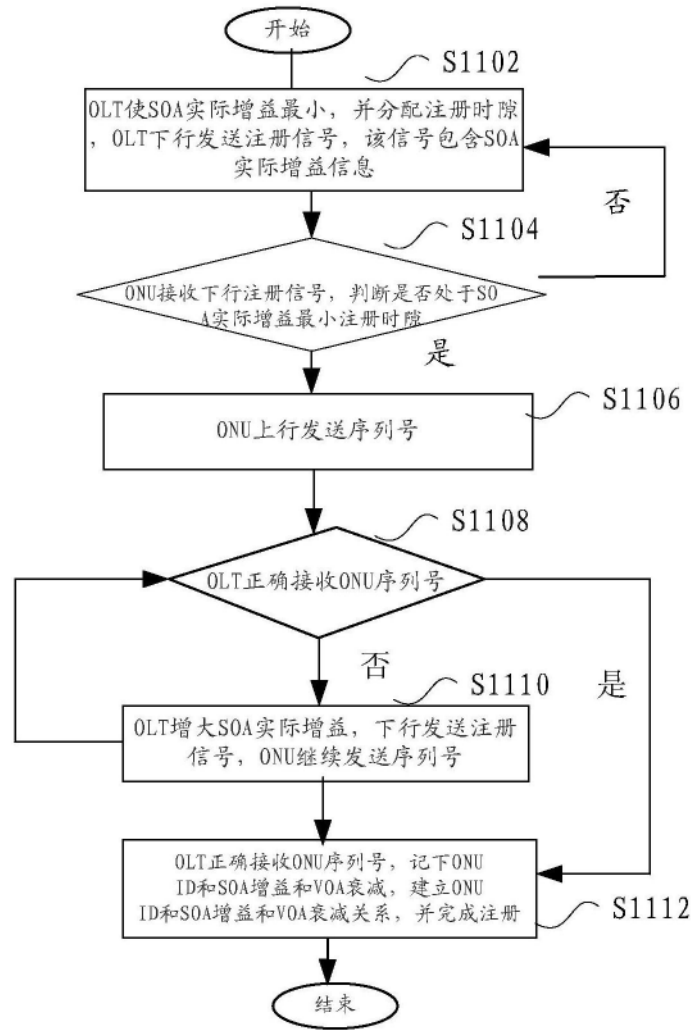 开始
S1102
OLT使SOA实际增益最小，并分配注册时隙
，OLT下行发送注册信号，该信号包含SOA
实际增益信息
否
S1104
ONU接收下行注册信号，判断是否处于SO
A实际增益最小注册时隙
是
S1106
ONU上行发送序列号
S1108
OLT正确接收ONU序列号
否
是
S1110
OLT增大SOA实际增益，下行发送注册
信号，ONU继续发送序列号
OLT正确接收ONU序列号，记下ONU
ID和SOA增益和VOA衰减，建立ONU
ID和SOA增益和VOA衰减关系，并完成注册
S1112
结束